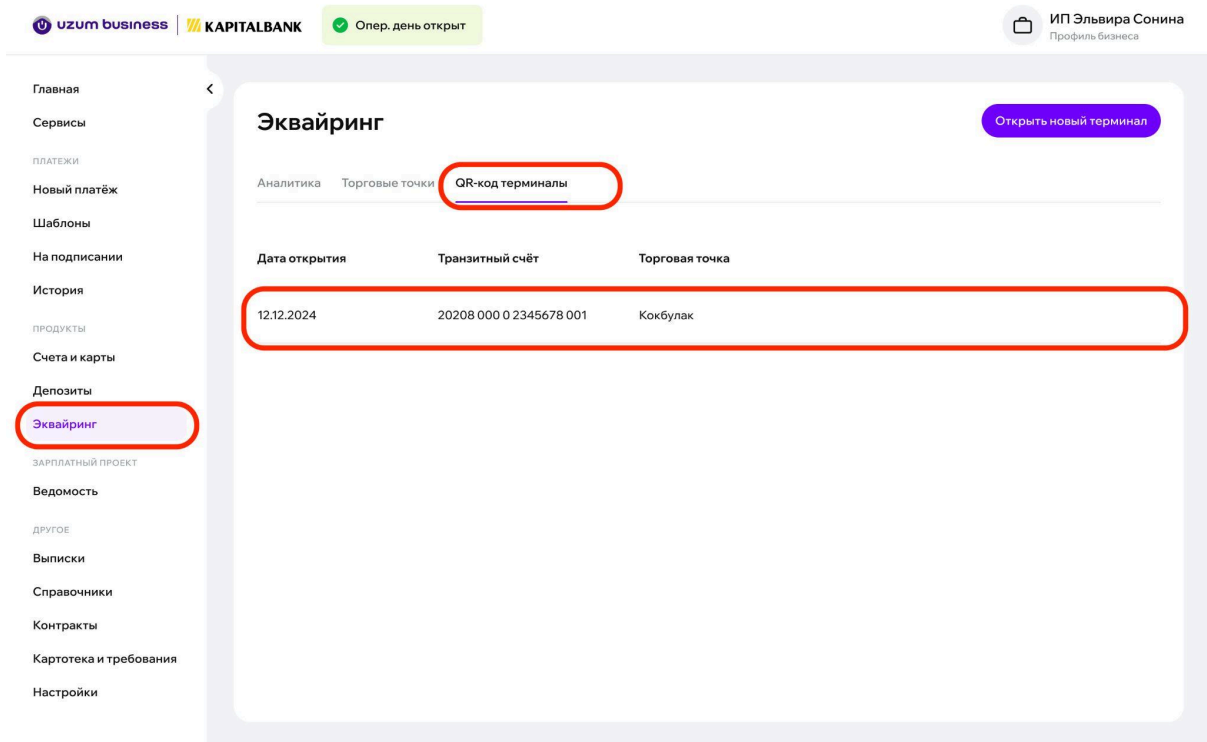 uzum business
KAPITALBANK
Опер. день открыт
ИП Эльвира Сонина
Профиль бизнеса
Главная
Сервисы
ПЛАТЕЖИ
Новый платёж
Шаблоны
На подписании
История
ПРОДУКТЫ
Счета и карты
Депозиты
Эквайринг
ЗАРПЛАТНЫЙ ПРОЕКТ
Ведомость
ДРУГОЕ
Выписки
Справочники
Контракты
Картотека и требования
Настройки
Эквайринг
Открыть новый терминал
Аналитика Торговые точки QR-код терминалы
Дата открытия Транзитный счёт Торговая точка
12.12.2024 20208 000 0 2345678 001 Кокбулак